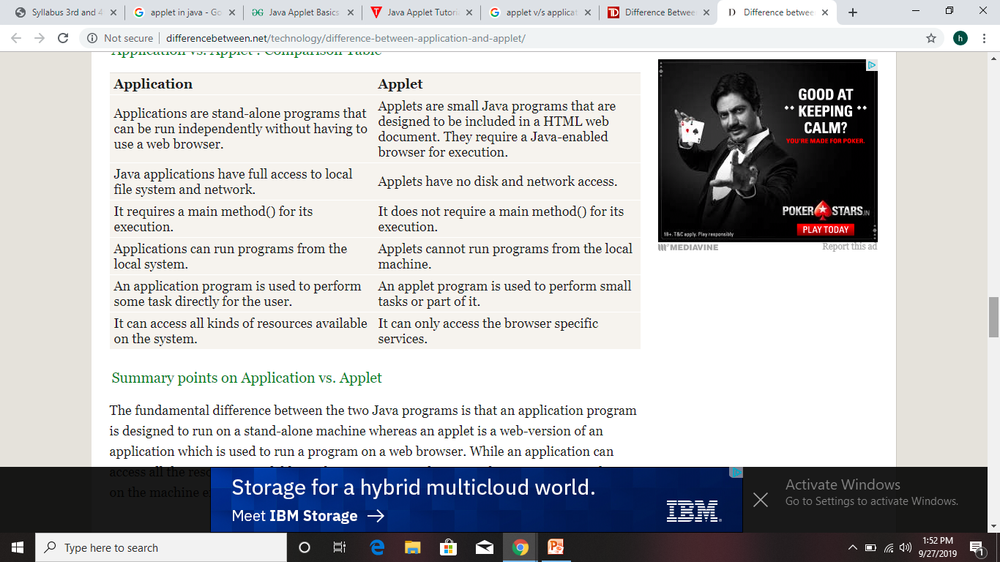 Syllabus 3rd and 4
applet in java - Go
Java Applet Basics
Java Applet Tutoria
applet v/s applicat
Difference Betwee
Difference betwee
Not secure | differencebetween.net/technology/difference-between-application-and-applet/
h
Application vs. Applet : Comparison Table
Application Applet
Applications are stand-alone programs that
can be run independently without having to
use a web browser.
Applets are small Java programs that are
designed to be included in a HTML web
document. They require a Java-enabled
browser for execution.
Java applications have full access to local
file system and network.
Applets have no disk and network access.
It requires a main method() for its
execution.
It does not require a main method() for its
execution.
Applications can run programs from the
local system.
Applets cannot run programs from the local
machine.
An application program is used to perform
some task directly for the user.
An applet program is used to perform small
tasks or part of it.
It can access all kinds of resources available
on the system.
It can only access the browser specific
services.
GOOD AT
KEEPING
CALM?
YOU'RE MADE FOR POKER.
POKER STARS.IN
PLAY TODAY
18+. T&C apply. Play responsibly
MEDIAVINE
Report this ad
Summary points on Application vs. Applet
The fundamental difference between the two Java programs is that an application program
is designed to run on a stand-alone machine whereas an applet is a web-version of an
application which is used to run a program on a web browser. While an application can
access all the
on the machine
Storage for a hybrid multicloud world.
Meet IBM Storage →
IBM.
Activate Windows
Go to Settings to activate Windows.
Type here to search
1:52 PM
9/27/2019
1